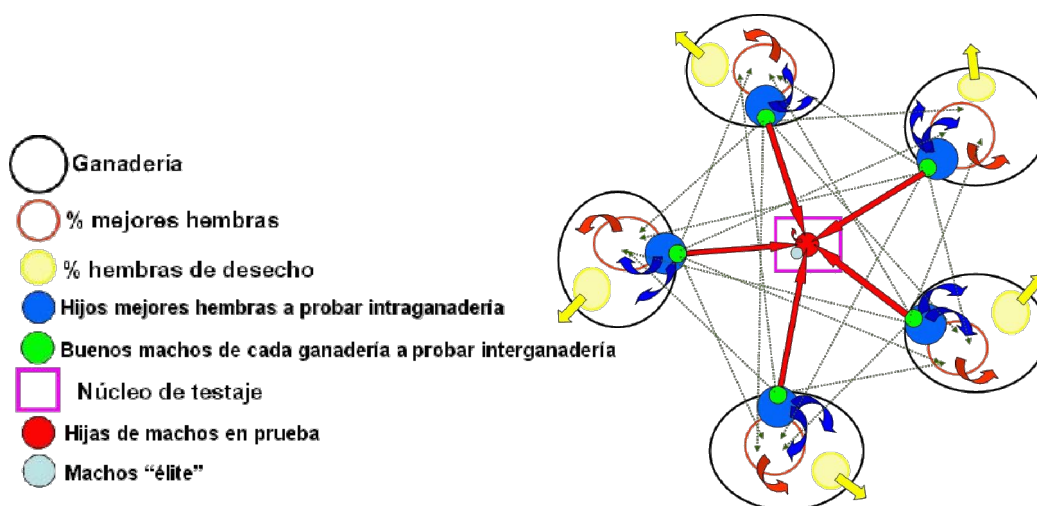 Ganadería
% mejores hembras
% hembras de desecho
Hijos mejores hembras a probar intraganaderia
Buenos machos de cada ganadería a probar interganadería
Núcleo de testaje
Hijas de machos en prueba
Machos “élite”